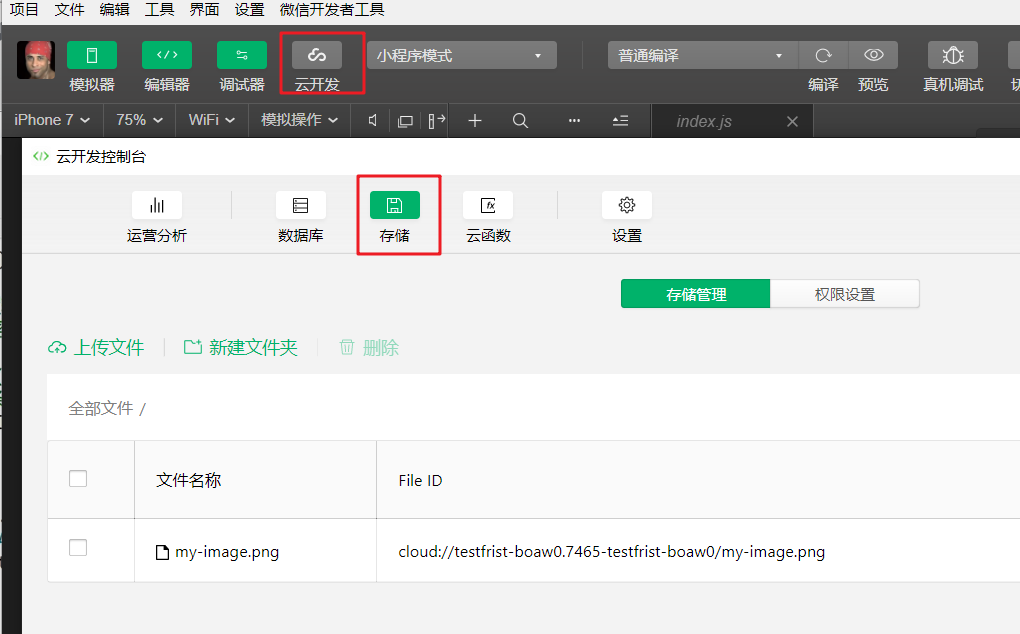 项目 文件 编辑 工具 界面 设置 微信开发者工具
小程序模式 普通编译
模拟器 编辑器 调试器 云开发 编译 预览 真机调试
iPhone 7 75% WiFi 模拟操作 index.js
云开发控制台
运营分析 数据库 存储 云函数 设置
存储管理 权限设置
上传文件 新建文件夹 删除
全部文件 /
文件名称 File ID
my-image.png cloud://testfrist-boaw0.7465-testfrist-boaw0/my-image.png